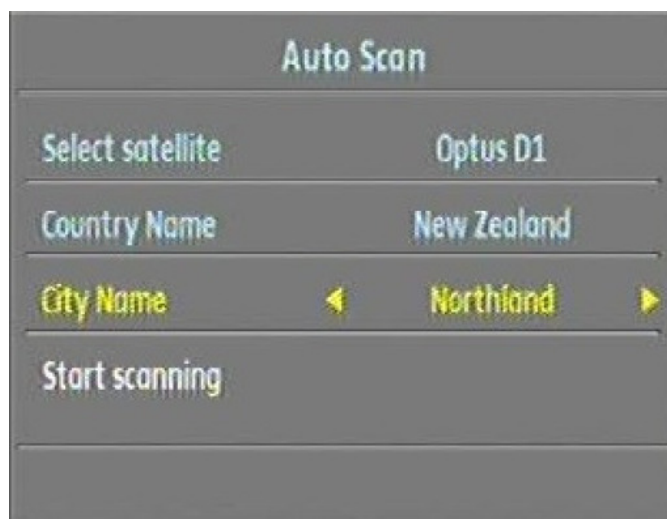 Auto Scan
Select satellite Optus D1
Country Name New Zealand
City Name Northland
Start scanning